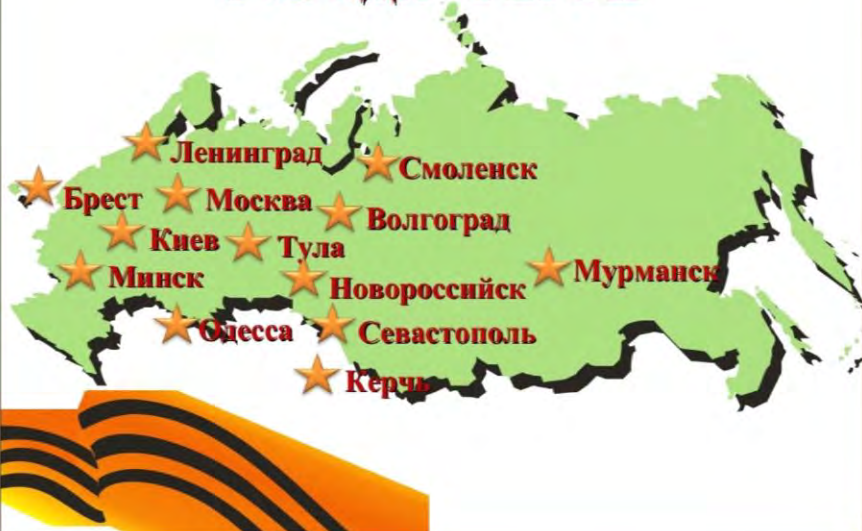 Ленинград
Смоленск
Брест
Москва
Волгоград
Киев
Тула
Минск
Новороссийск
Мурманск
Одесса
Севастополь
Керчь